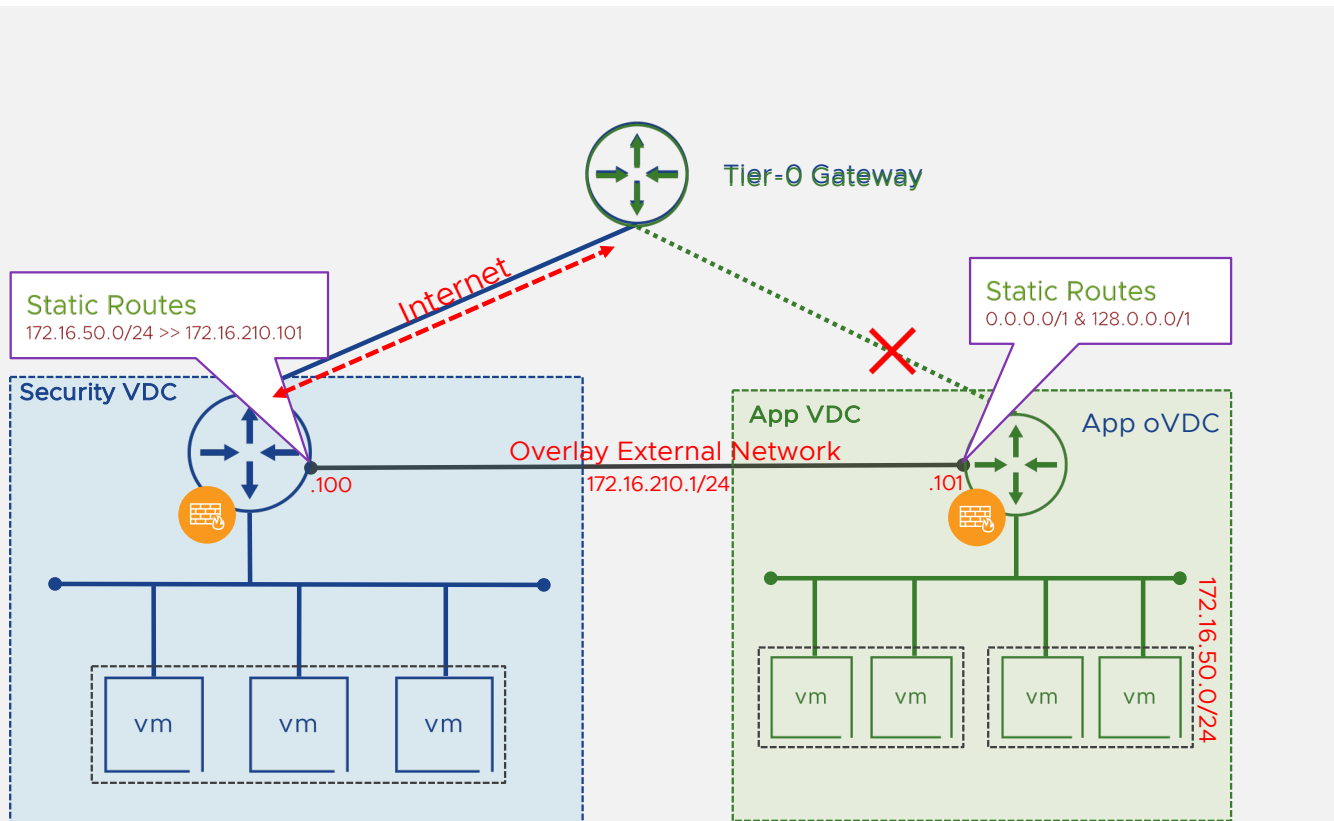 Tier-0 Gateway
Internet
Static Routes
172.16.50.0/24 >> 172.16.210.101
Static Routes
0.0.0.0/1 & 128.0.0.0/1
Security VDC
App VDC
App oVDC
Overlay External Network
.100
172.16.210.1/24
.101
172.16.50.0/24
vm
vm
vm
vm
vm
vm
vm